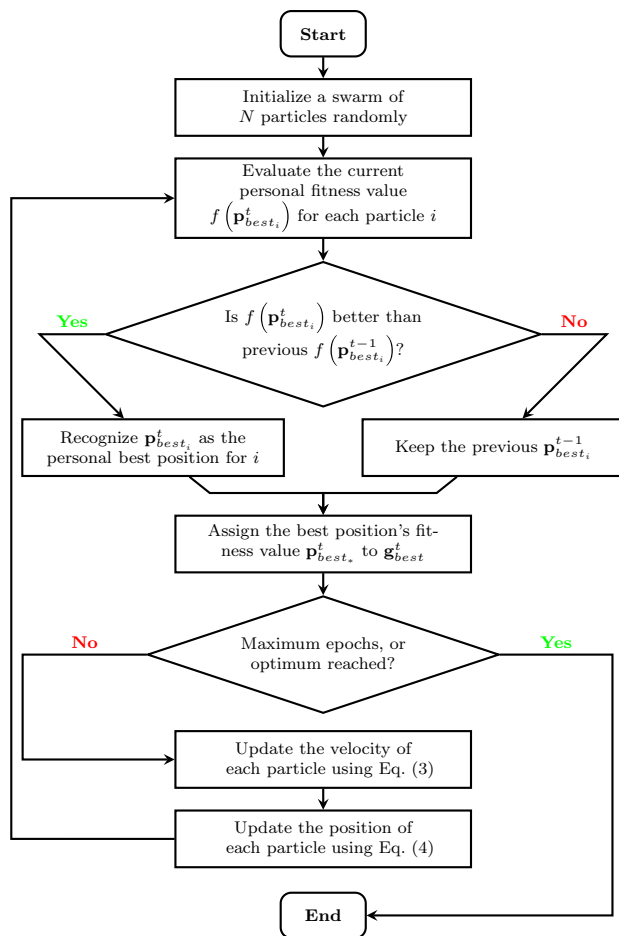 Start
Initialize a swarm of
N particles randomly
Evaluate the current
personal fitness value
f (p^t_{best_i}) for each particle i
Is f (p^t_{best_i}) better than
previous f (p^{t−1}_{best_i})?
Yes
No
Recognize p^t_{best_i} as the
personal best position for i
Keep the previous p^{t−1}_{best_i}
Assign the best position's fit-
ness value p^t_{best_*} to g^t_{best}
Maximum epochs, or
optimum reached?
No
Yes
Update the velocity of
each particle using Eq. (3)
Update the position of
each particle using Eq. (4)
End